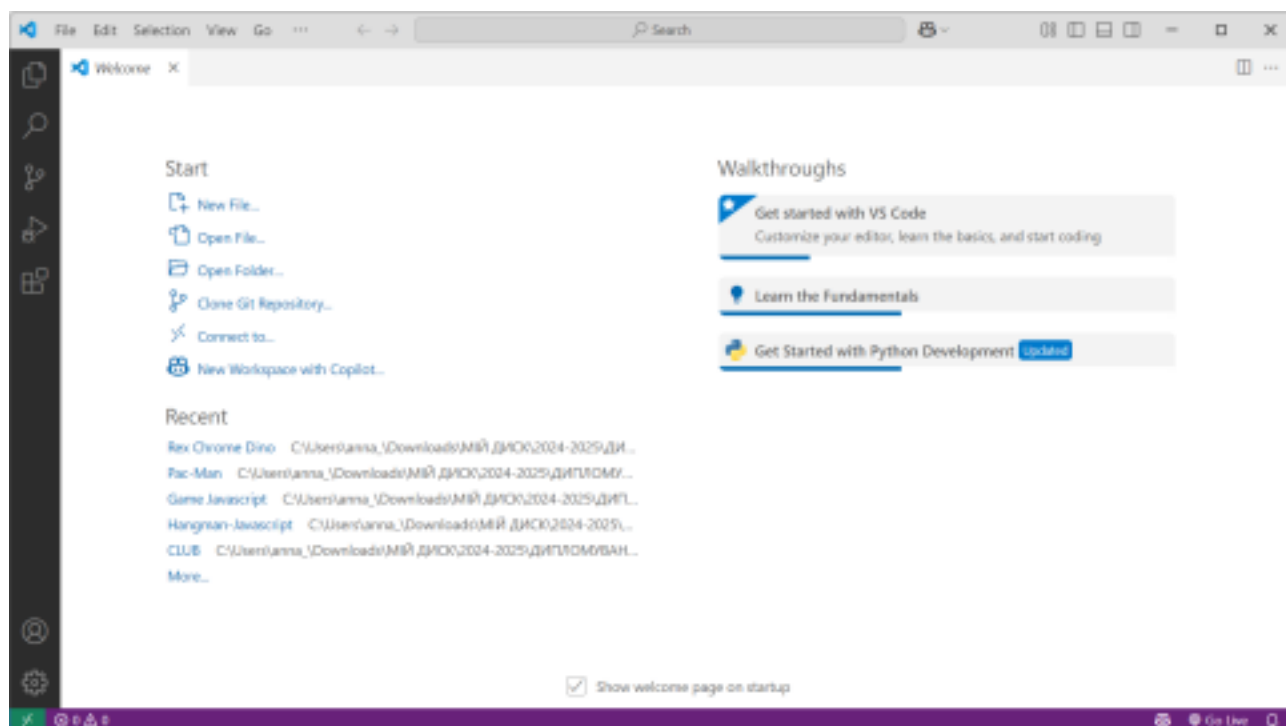 File Edit Selection View Go ... Search
Welcome
Start
New File...
Open File...
Open Folder...
Clone Git Repository...
Connect to...
New Workspace with Copilot...
Recent
Rex Chrome Dino C:\Users\anna_\Downloads\МІЙ ДИСК\2024-2025\ДИ...
Pac-Man C:\Users\anna_\Downloads\МІЙ ДИСК\2024-2025\ДИПЛОМУ...
Game Javascript C:\Users\anna_\Downloads\МІЙ ДИСК\2024-2025\ДИП...
Hangman-Javascript C:\Users\anna_\Downloads\МІЙ ДИСК\2024-2025\...
CLUB C:\Users\anna_\Downloads\МІЙ ДИСК\2024-2025\ДИПЛОМУВАН...
More...
Walkthroughs
Get started with VS Code
Customize your editor, learn the basics, and start coding
Learn the Fundamentals
Get Started with Python Development Updated
Show welcome page on startup
0 0 Go Live